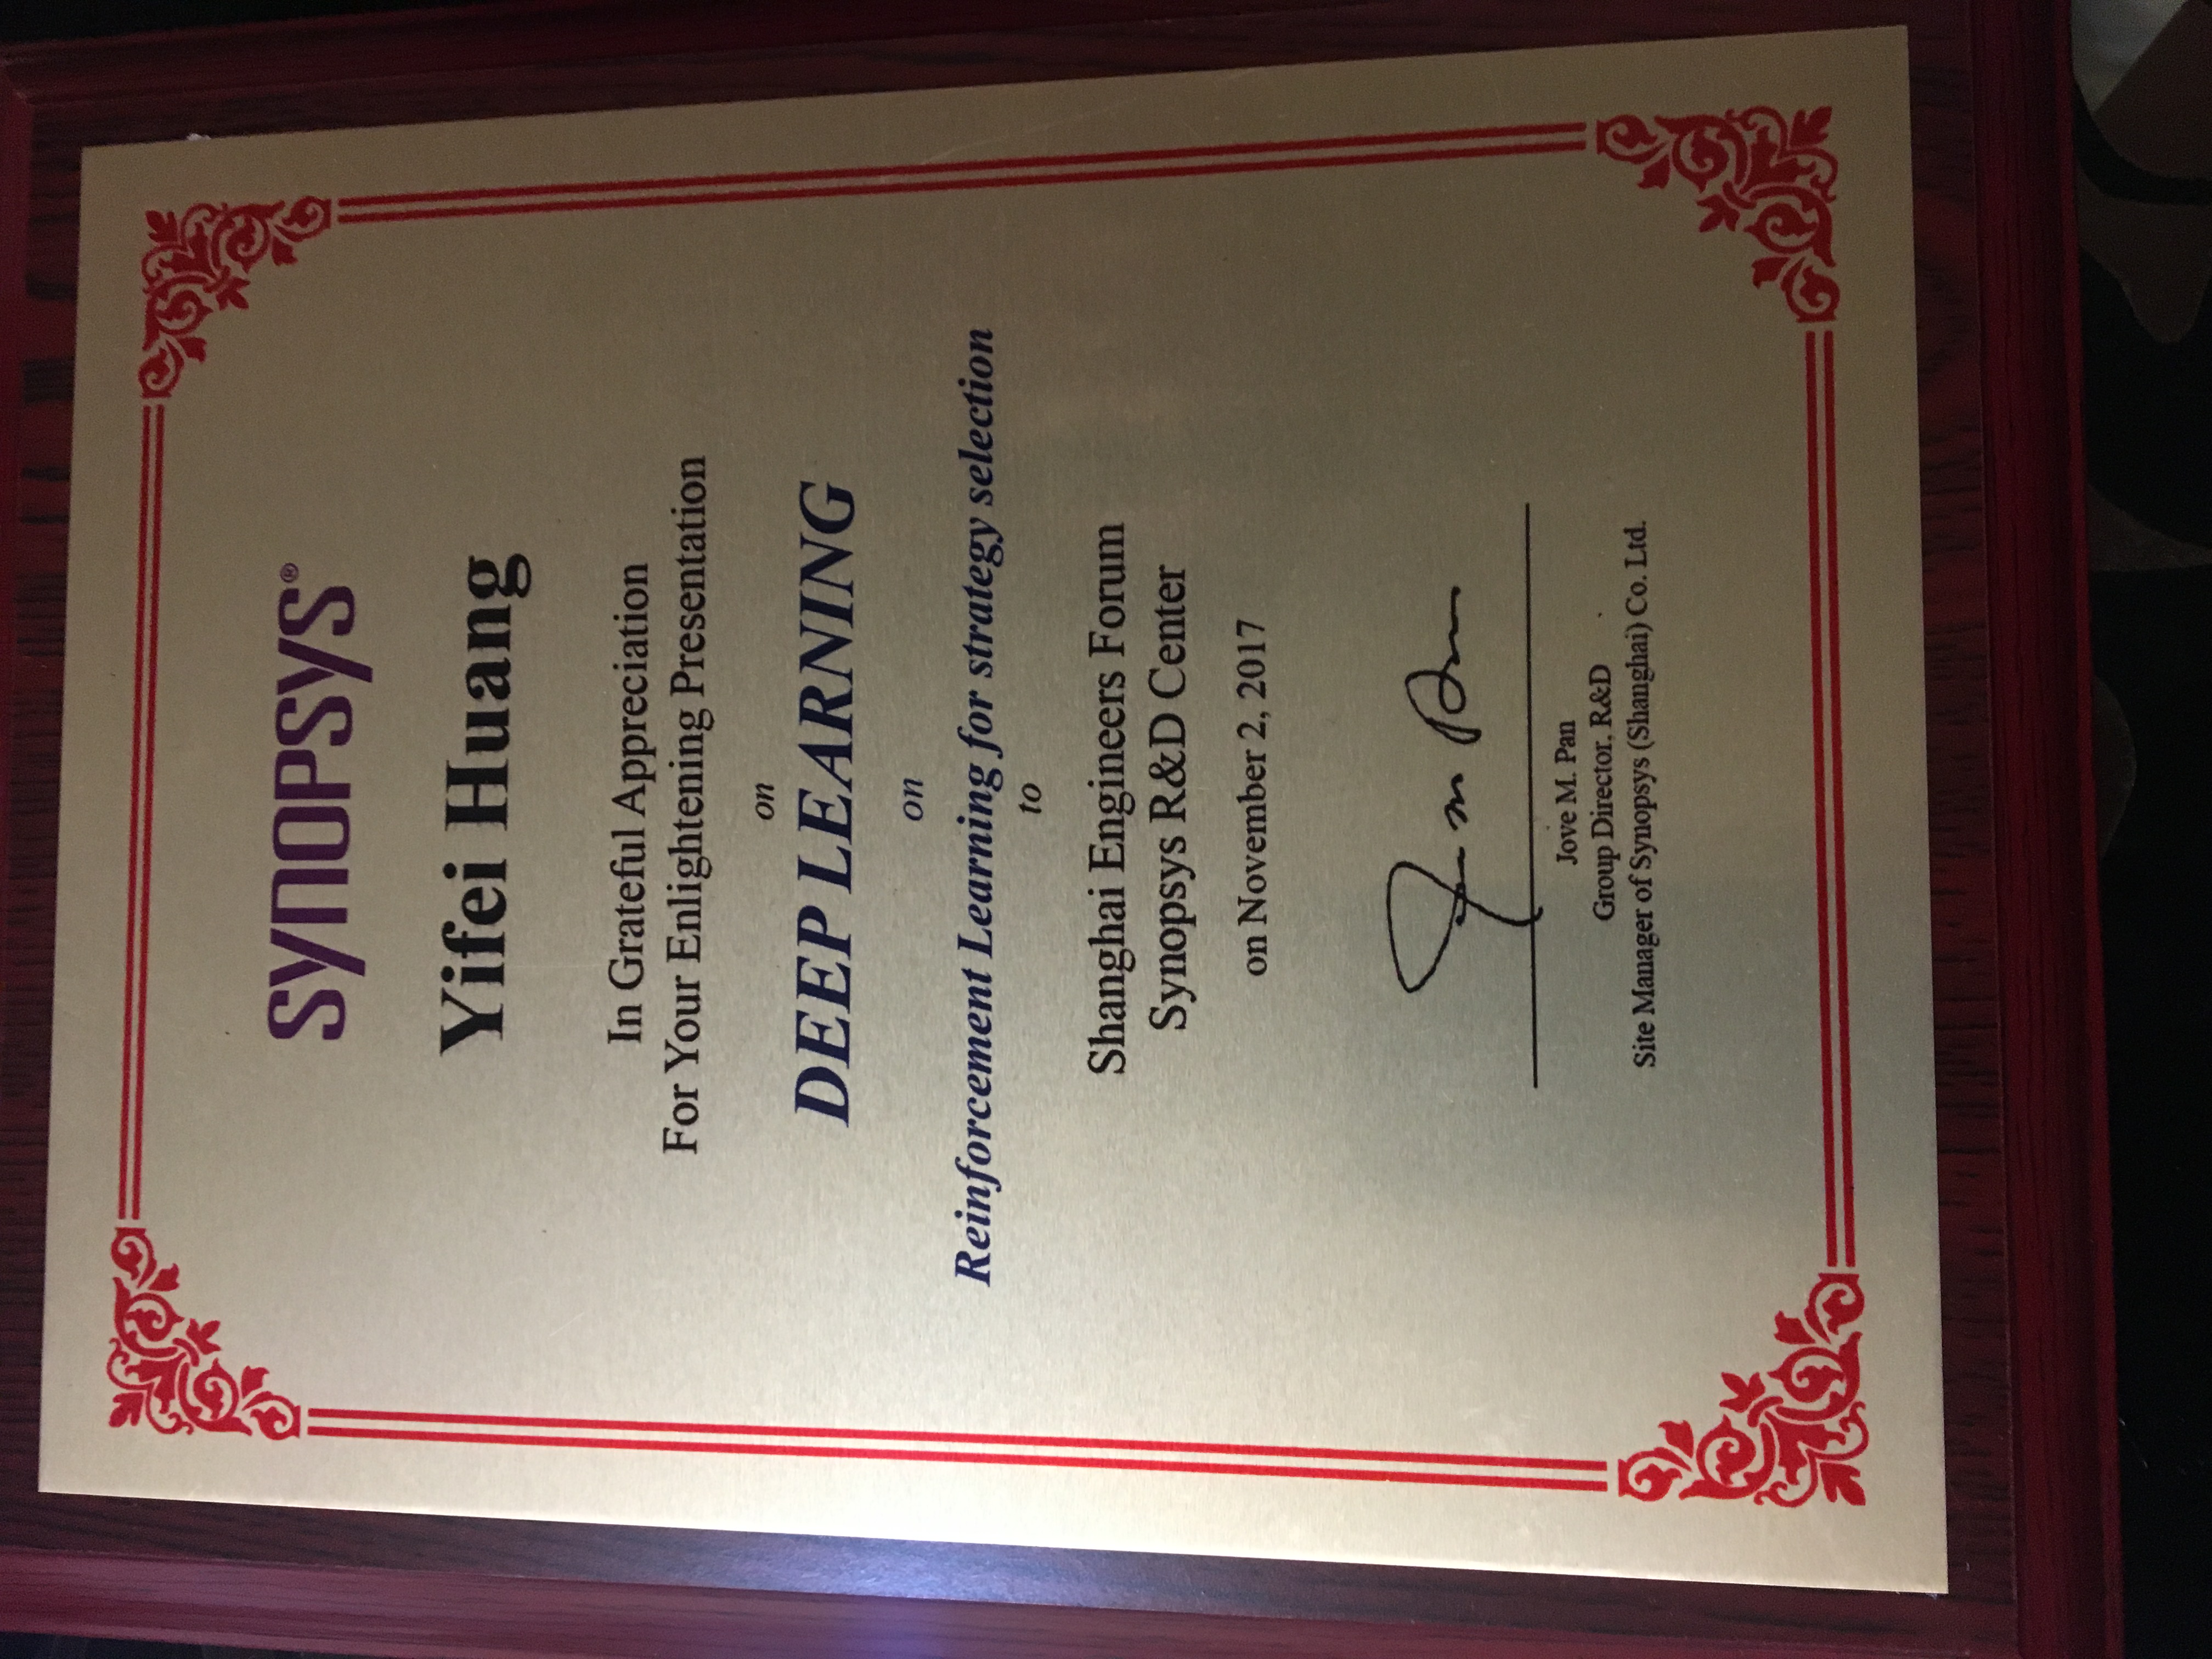 SYNOPSYS®
Yifei Huang
In Grateful Appreciation
For Your Enlightening Presentation
on
DEEP LEARNING
on
Reinforcement Learning for strategy selection
to
Shanghai Engineers Forum
Synopsys R&D Center
on November 2, 2017
Jove M. Pan
Jove M. Pan
Group Director, R&D
Site Manager of Synopsys (Shanghai) Co. Ltd.